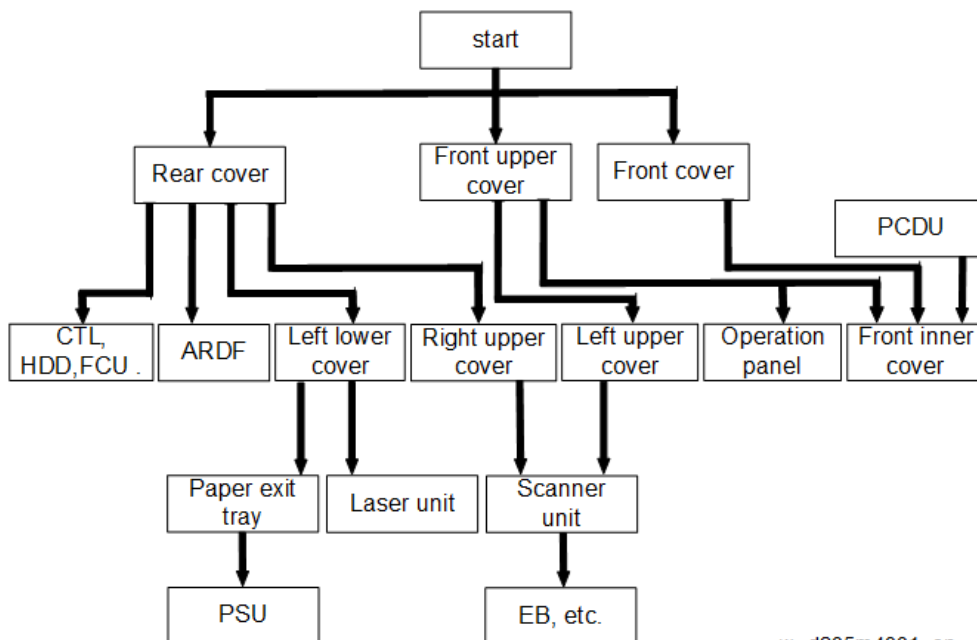 start
Rear cover
Front upper
cover
Front cover
PCDU
CTL,
HDD,FCU .
ARDF
Left lower
cover
Right upper
cover
Left upper
cover
Operation
panel
Front inner
cover
Paper exit
tray
Laser unit
Scanner
unit
PSU
EB, etc.